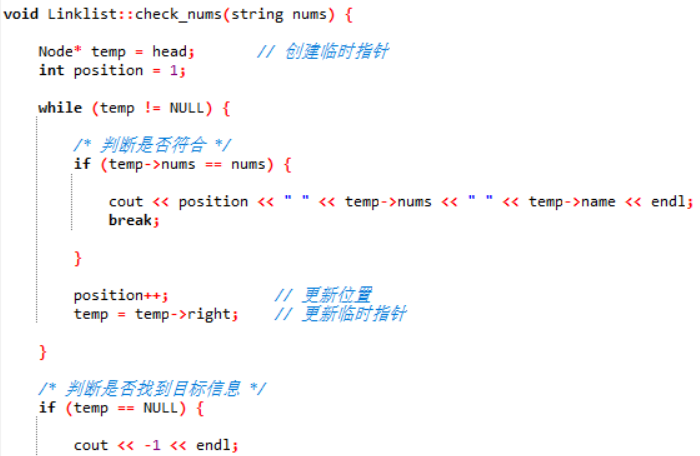 void Linklist::check_nums(string nums) {
Node* temp = head; // 创建临时指针
int position = 1;
while (temp != NULL) {
/* 判断是否符合 */
if (temp->nums == nums) {
cout << position << " " << temp->nums << " " << temp->name << endl;
break;
}
position++; // 更新位置
temp = temp->right; // 更新临时指针
}
/* 判断是否找到目标信息 */
if (temp == NULL) {
cout << -1 << endl;